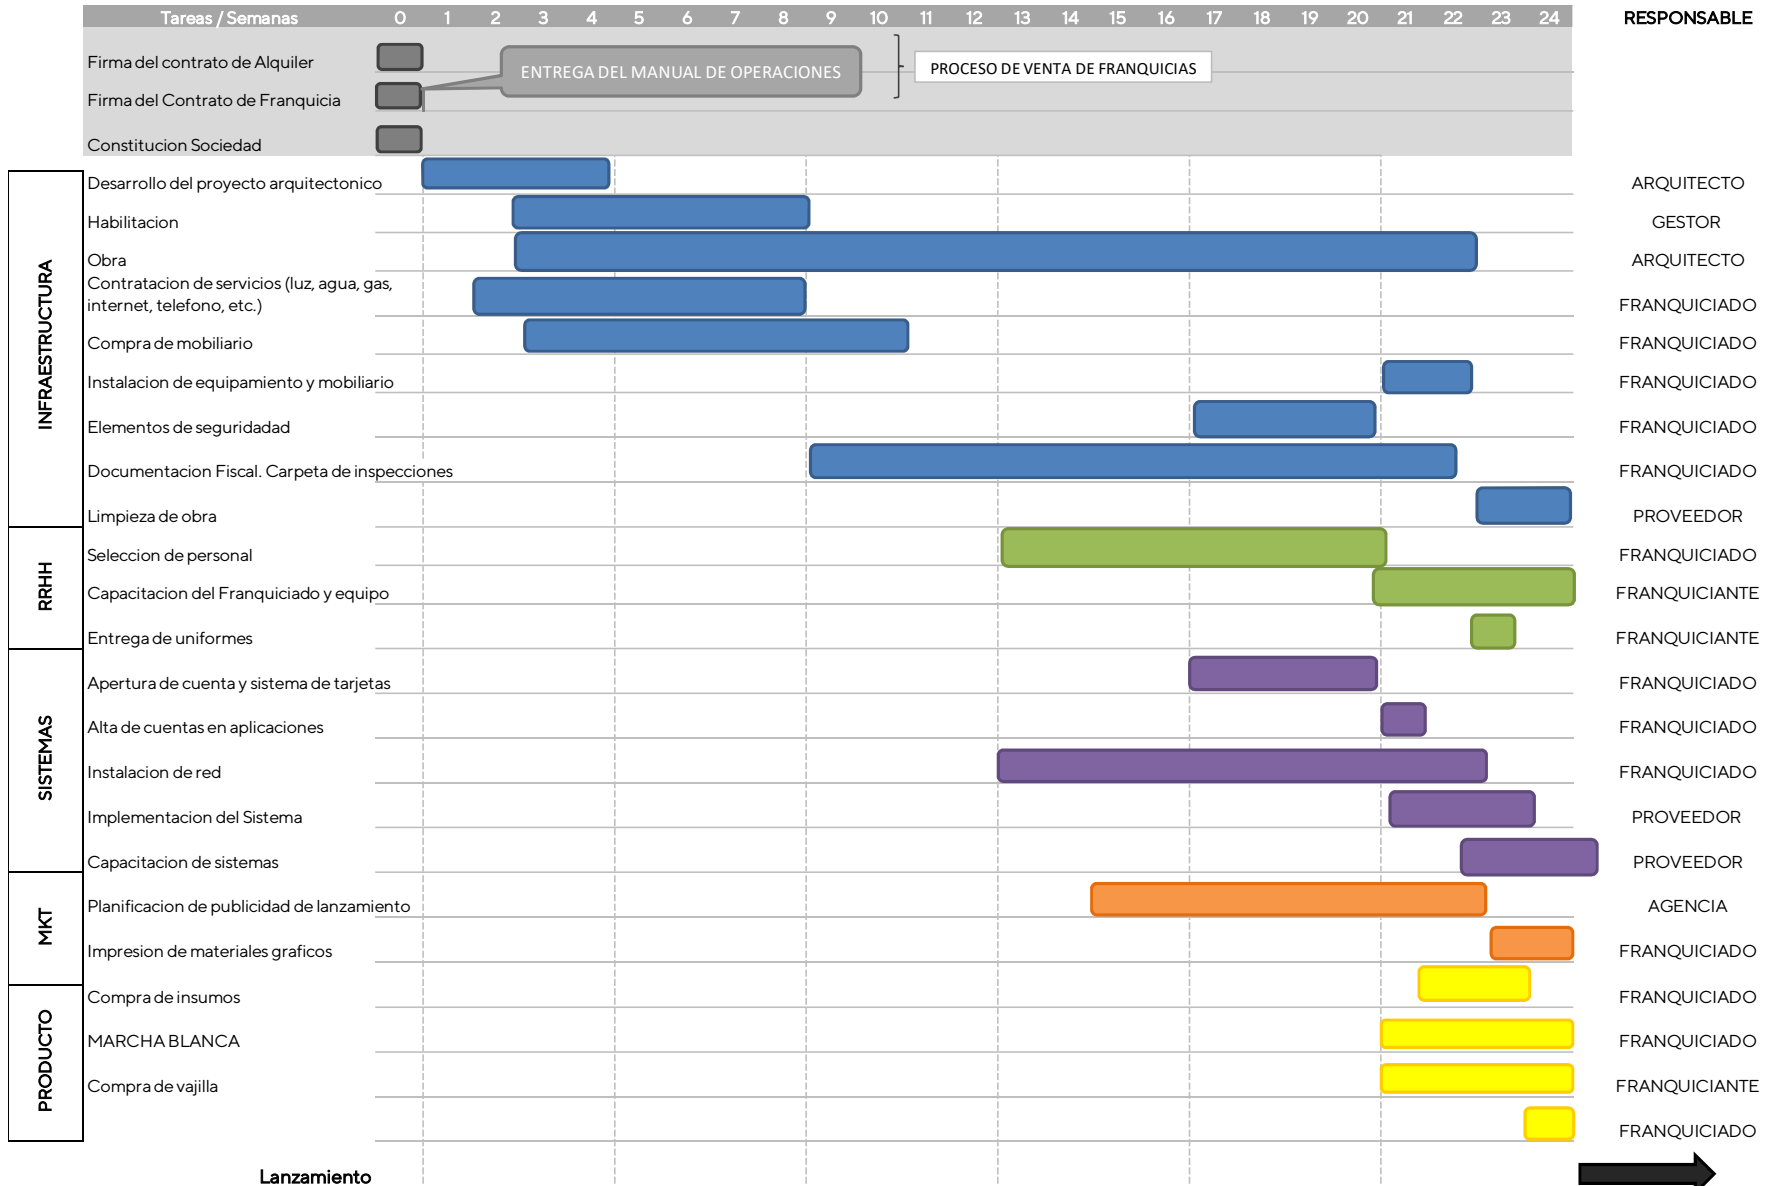 Tareas / Semanas 0 1 2 3 4 5 6 7 8 9 10 11 12 13 14 15 16 17 18 19 20 21 22 23 24 RESPONSABLE
Firma del contrato de Alquiler
ENTREGA DEL MANUAL DE OPERACIONES
PROCESO DE VENTA DE FRANQUICIAS
Firma del Contrato de Franquicia
Constitucion Sociedad
INFRAESTRUCTURA
Desarrollo del proyecto arquitectonico ARQUITECTO
Habilitacion GESTOR
Obra ARQUITECTO
Contratacion de servicios (luz, agua, gas,
internet, telefono, etc.) FRANQUICIADO
Compra de mobiliario FRANQUICIADO
Instalacion de equipamiento y mobiliario FRANQUICIADO
Elementos de seguridadad FRANQUICIADO
Documentacion Fiscal. Carpeta de inspecciones FRANQUICIADO
Limpieza de obra PROVEEDOR
RRHH
Seleccion de personal FRANQUICIADO
Capacitacion del Franquiciado y equipo FRANQUICIANTE
Entrega de uniformes FRANQUICIANTE
SISTEMAS
Apertura de cuenta y sistema de tarjetas FRANQUICIADO
Alta de cuentas en aplicaciones FRANQUICIADO
Instalacion de red FRANQUICIADO
Implementacion del Sistema PROVEEDOR
Capacitacion de sistemas PROVEEDOR
MKT
Planificacion de publicidad de lanzamiento AGENCIA
Impresion de materiales graficos FRANQUICIADO
PRODUCTO
Compra de insumos FRANQUICIADO
MARCHA BLANCA FRANQUICIADO
Compra de vajilla FRANQUICIANTE
FRANQUICIADO
Lanzamiento